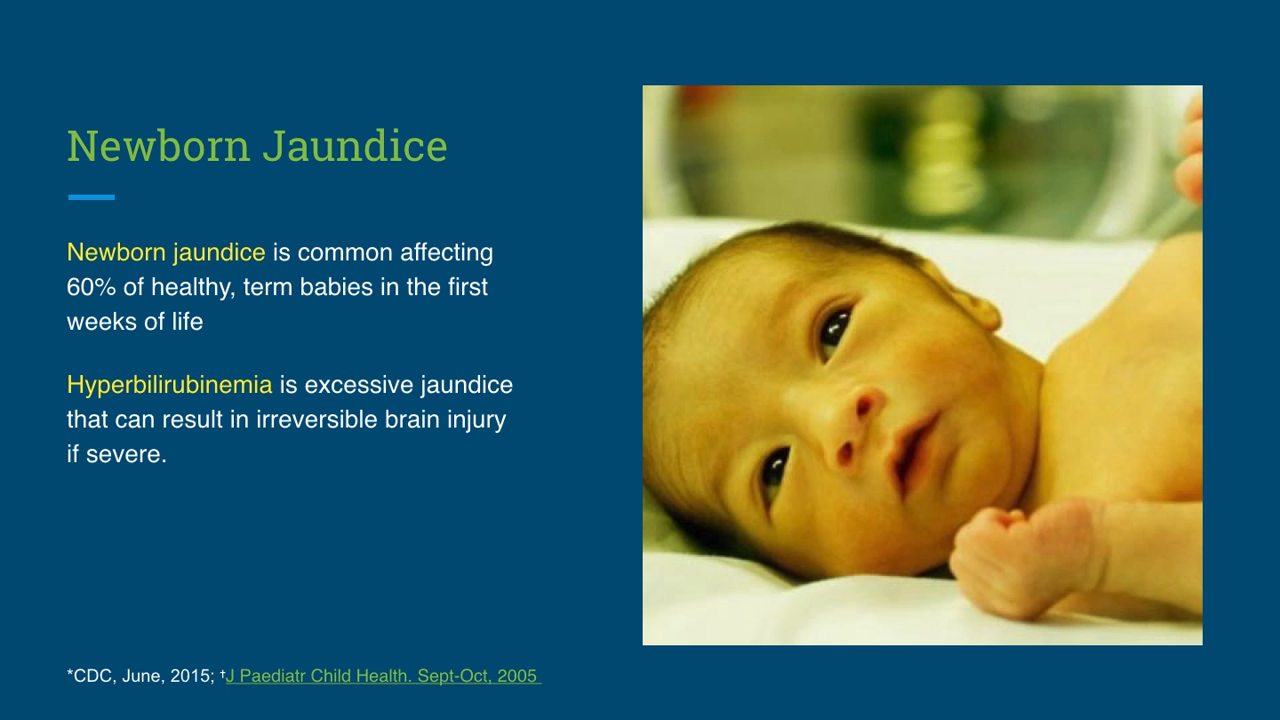 Newborn Jaundice
Newborn jaundice is common affecting
60% of healthy, term babies in the first
weeks of life
Hyperbilirubinemia is excessive jaundice
that can result in irreversible brain injury
if severe.
*CDC, June, 2015; †J Paediatr Child Health. Sept-Oct, 2005